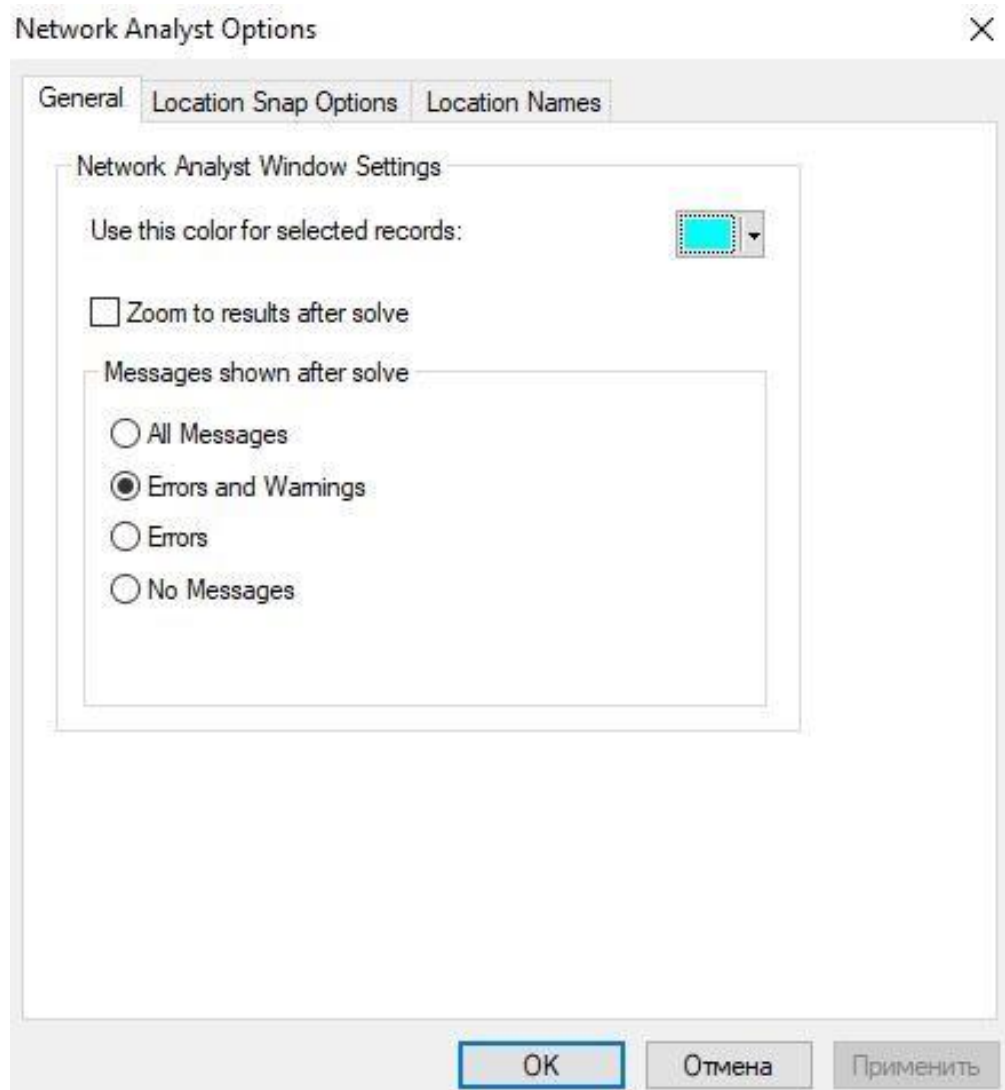 Network Analyst Options
General Location Snap Options Location Names
Network Analyst Window Settings
Use this color for selected records:
Zoom to results after solve
Messages shown after solve
All Messages
Errors and Warnings
Errors
No Messages
OK Отмена Применить